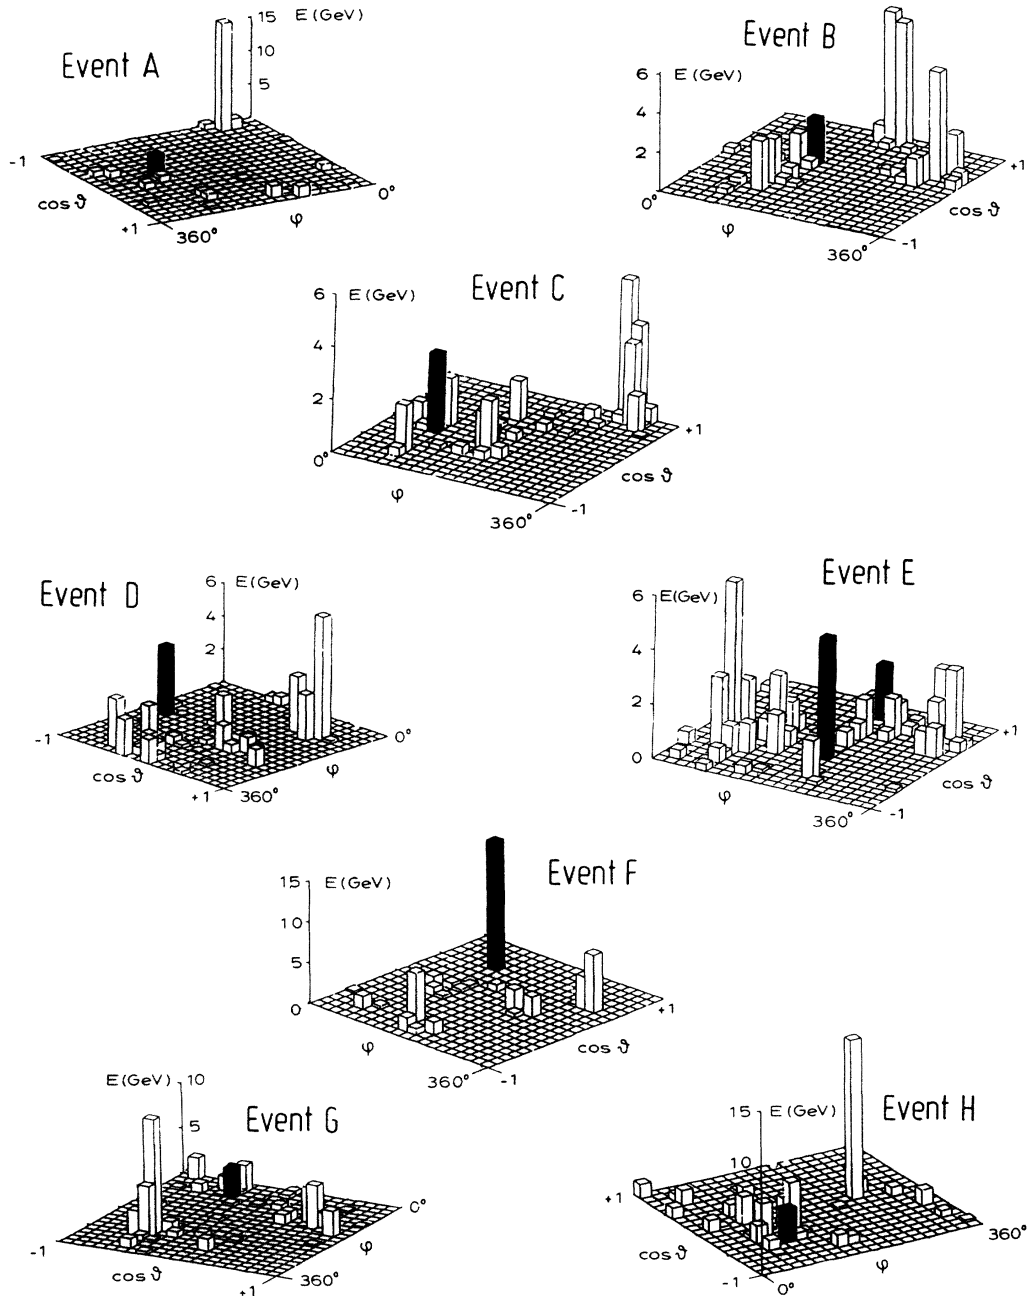 Event A
15 E (GeV)
10
5
-1
cos ϑ
+1
360°
φ
0°
Event B
6 E (GeV)
4
2
0°
φ
360°
-1
cos ϑ
+1
Event C
6 E (GeV)
4
2
0°
φ
360°
-1
cos ϑ
+1
Event D
6 E (GeV)
4
2
-1
cos ϑ
+1
360°
φ
0°
Event E
6 E(GeV)
4
2
0
φ
360°
-1
cos ϑ
+1
Event F
15 E (GeV)
10
5
0
φ
360°
-1
cos ϑ
+1
Event G
E(GeV) 10
5
-1
cos ϑ
+1
360°
φ
0°
Event H
15 E (GeV)
10
+1
cos ϑ
-1
0°
φ
360°